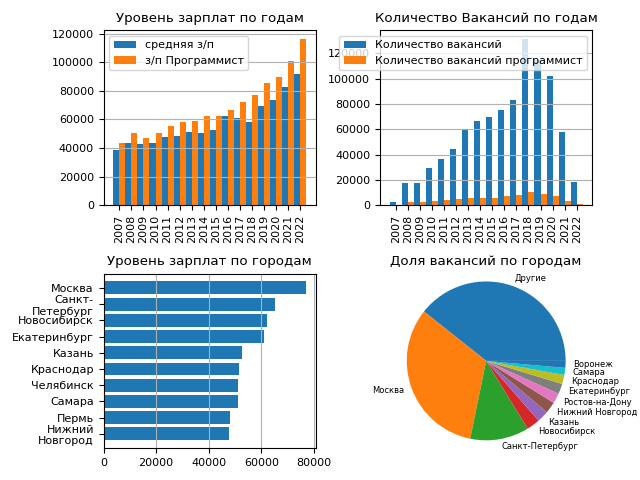 Уровень зарплат по годам
120000
100000
80000
60000
40000
20000
0
средняя з/п
з/п Программист
2007
2008
2009
2010
2011
2012
2013
2014
2015
2016
2017
2018
2019
2020
2021
2022
Количество Вакансий по годам
120000
100000
80000
60000
40000
20000
0
Количество вакансий
Количество вакансий программист
2007
2008
2009
2010
2011
2012
2013
2014
2015
2016
2017
2018
2019
2020
2021
2022
Уровень зарплат по городам
Москва
Санкт-
Петербург
Новосибирск
Екатеринбург
Казань
Краснодар
Челябинск
Самара
Пермь
Нижний
Новгород
0
20000
40000
60000
80000
Доля вакансий по городам
Другие
Москва
Санкт-Петербург
Новосибирск
Казань
Нижний Новгород
Ростов-на-Дону
Екатеринбург
Краснодар
Самара
Воронеж